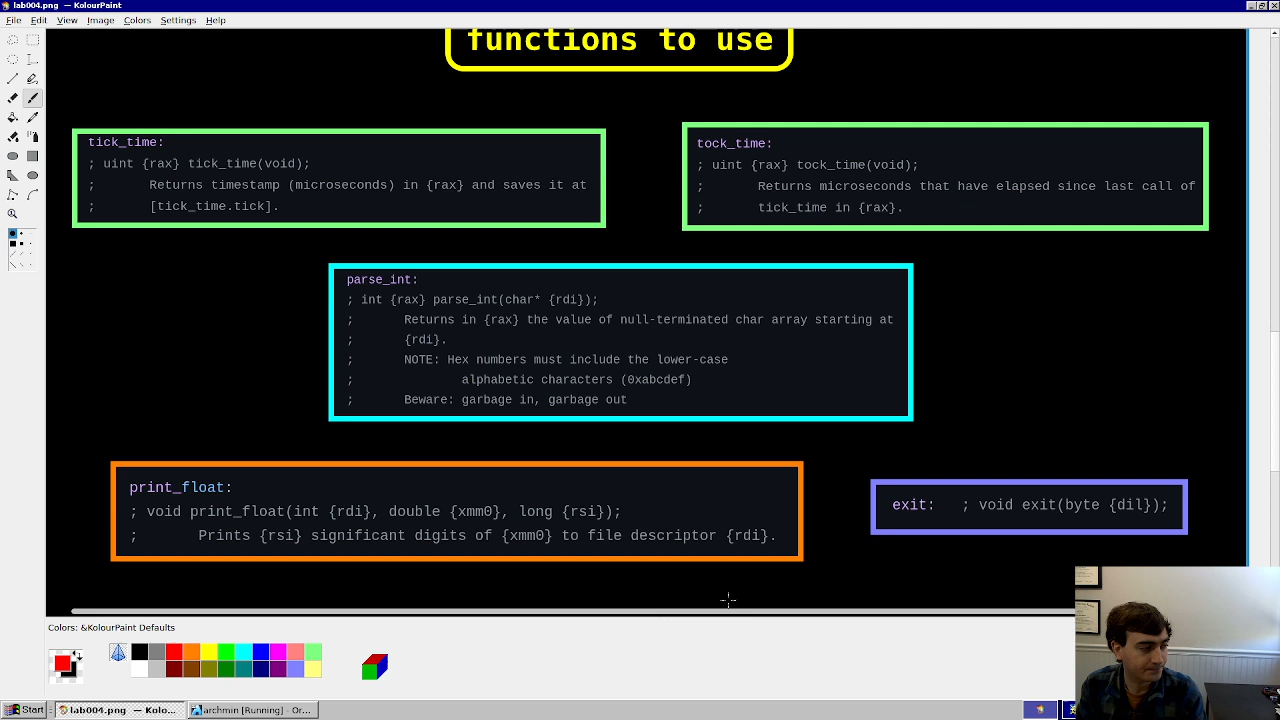 lab004.png — KolourPaint
File Edit View Image Colors Settings Help
functions to use
tick_time:
; uint {rax} tick_time(void);
; Returns timestamp (microseconds) in {rax} and saves it at
; [tick_time.tick].
tock_time:
; uint {rax} tock_time(void);
; Returns microseconds that have elapsed since last call of
; tick_time in {rax}.
parse_int:
; int {rax} parse_int(char* {rdi});
; Returns in {rax} the value of null-terminated char array starting at
; {rdi}.
; NOTE: Hex numbers must include the lower-case
; alphabetic characters (0xabcdef)
; Beware: garbage in, garbage out
print_float:
; void print_float(int {rdi}, double {xmm0}, long {rsi});
; Prints {rsi} significant digits of {xmm0} to file descriptor {rdi}.
exit: ; void exit(byte {dil});
Colors: &KolourPaint Defaults
Start
lab004.png — Kolo...
archmin [Running] - Or...